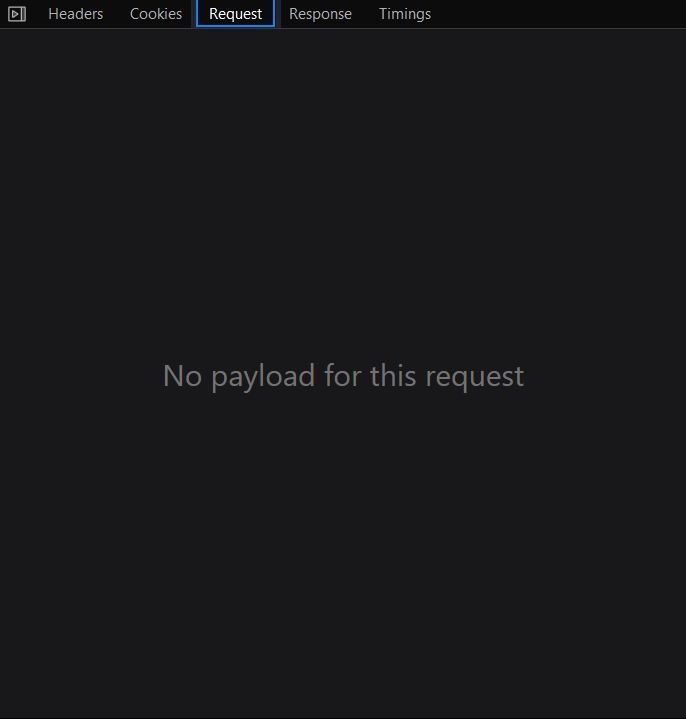 Headers Cookies Request Response Timings
No payload for this request